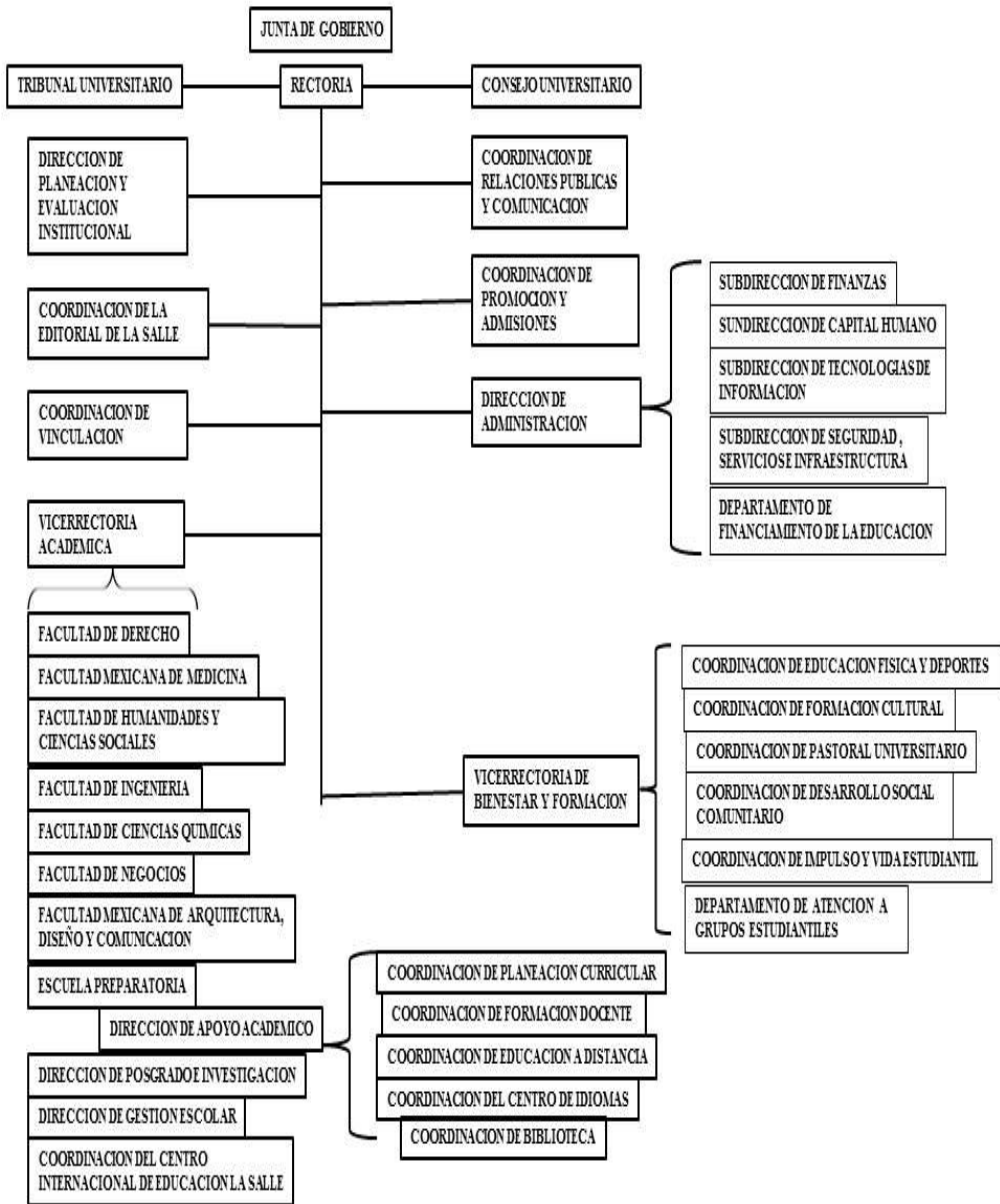 JUNTA DE GOBIERNO
TRIBUNAL UNIVERSITARIO
RECTORIA
CONSEJO UNIVERSITARIO
DIRECCION DE
PLANEACION Y
EVALUACION
INSTITUCIONAL
COORDINACION DE
RELACIONES PUBLICAS
Y COMUNICACION
COORDINACION DE LA
EDITORIAL DE LA SALLE
COORDINACION DE
PROMOCION Y
ADMISIONES
COORDINACION DE
VINCULACION
DIRECCION DE
ADMINISTRACION
SUBDIRECCION DE FINANZAS
SUNDIRECCION DE CAPITAL HUMANO
SUBDIRECCION DE TECNOLOGIAS DE
INFORMACION
SUBDIRECCION DE SEGURIDAD ,
SERVICIOS E INFRAESTRUCTURA
DEPARTAMENTO DE
FINANCIAMIENTO DE LA EDUCACION
VICERRECTORIA
ACADEMICA
FACULTAD DE DERECHO
FACULTAD MEXICANA DE MEDICINA
FACULTAD DE HUMANIDADES Y
CIENCIAS SOCIALES
FACULTAD DE INGENIERIA
FACULTAD DE CIENCIAS QUIMICAS
FACULTAD DE NEGOCIOS
FACULTAD MEXICANA DE ARQUITECTURA,
DISEÑO Y COMUNICACION
ESCUELA PREPARATORIA
DIRECCION DE APOYO ACADEMICO
DIRECCION DE POSGRADO E INVESTIGACION
DIRECCION DE GESTION ESCOLAR
COORDINACION DEL CENTRO
INTERNACIONAL DE EDUCACION LA SALLE
COORDINACION DE PLANEACION CURRICULAR
COORDINACION DE FORMACION DOCENTE
COORDINACION DE EDUCACION A DISTANCIA
COORDINACION DEL CENTRO DE IDIOMAS
COORDINACION DE BIBLIOTECA
VICERRECTORIA DE
BIENESTAR Y FORMACION
COORDINACION DE EDUCACION FISICA Y DEPORTES
COORDINACION DE FORMACION CULTURAL
COORDINACION DE PASTORAL UNIVERSITARIO
COORDINACION DE DESARROLLO SOCIAL
COMUNITARIO
COORDINACION DE IMPULSO Y VIDA ESTUDIANTIL
DEPARTAMENTO DE ATENCION A
GRUPOS ESTUDIANTILES